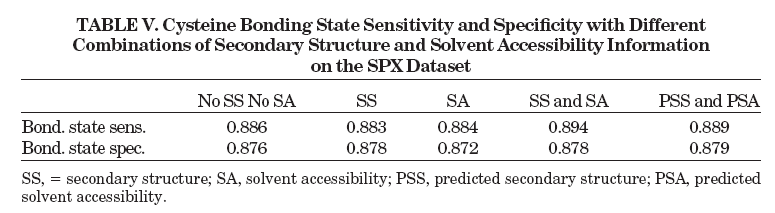 TABLE V. Cysteine Bonding State Sensitivity and Specificity with Different
Combinations of Secondary Structure and Solvent Accessibility Information
on the SPX Dataset
No SS No SA SS SA SS and SA PSS and PSA
Bond. state sens. 0.886 0.883 0.884 0.894 0.889
Bond. state spec. 0.876 0.878 0.872 0.878 0.879
SS, = secondary structure; SA, solvent accessibility; PSS, predicted secondary structure; PSA, predicted
solvent accessibility.